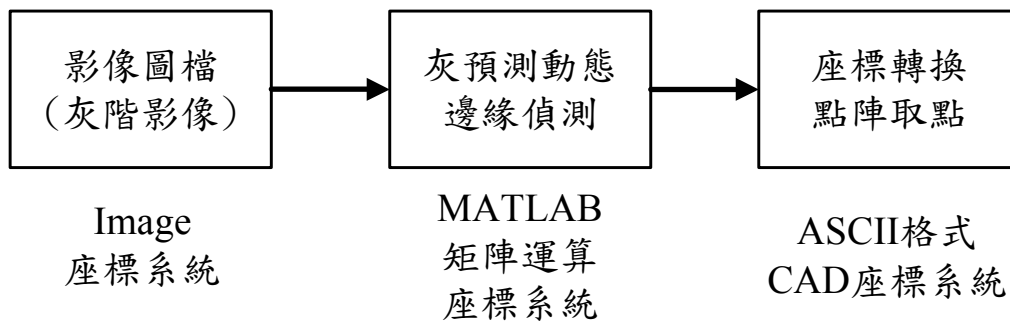 影像圖檔
（灰階影像）
灰預測動態
邊緣偵測
座標轉換
點陣取點
Image
座標系統
MATLAB
矩陣運算
座標系統
ASCII格式
CAD座標系統